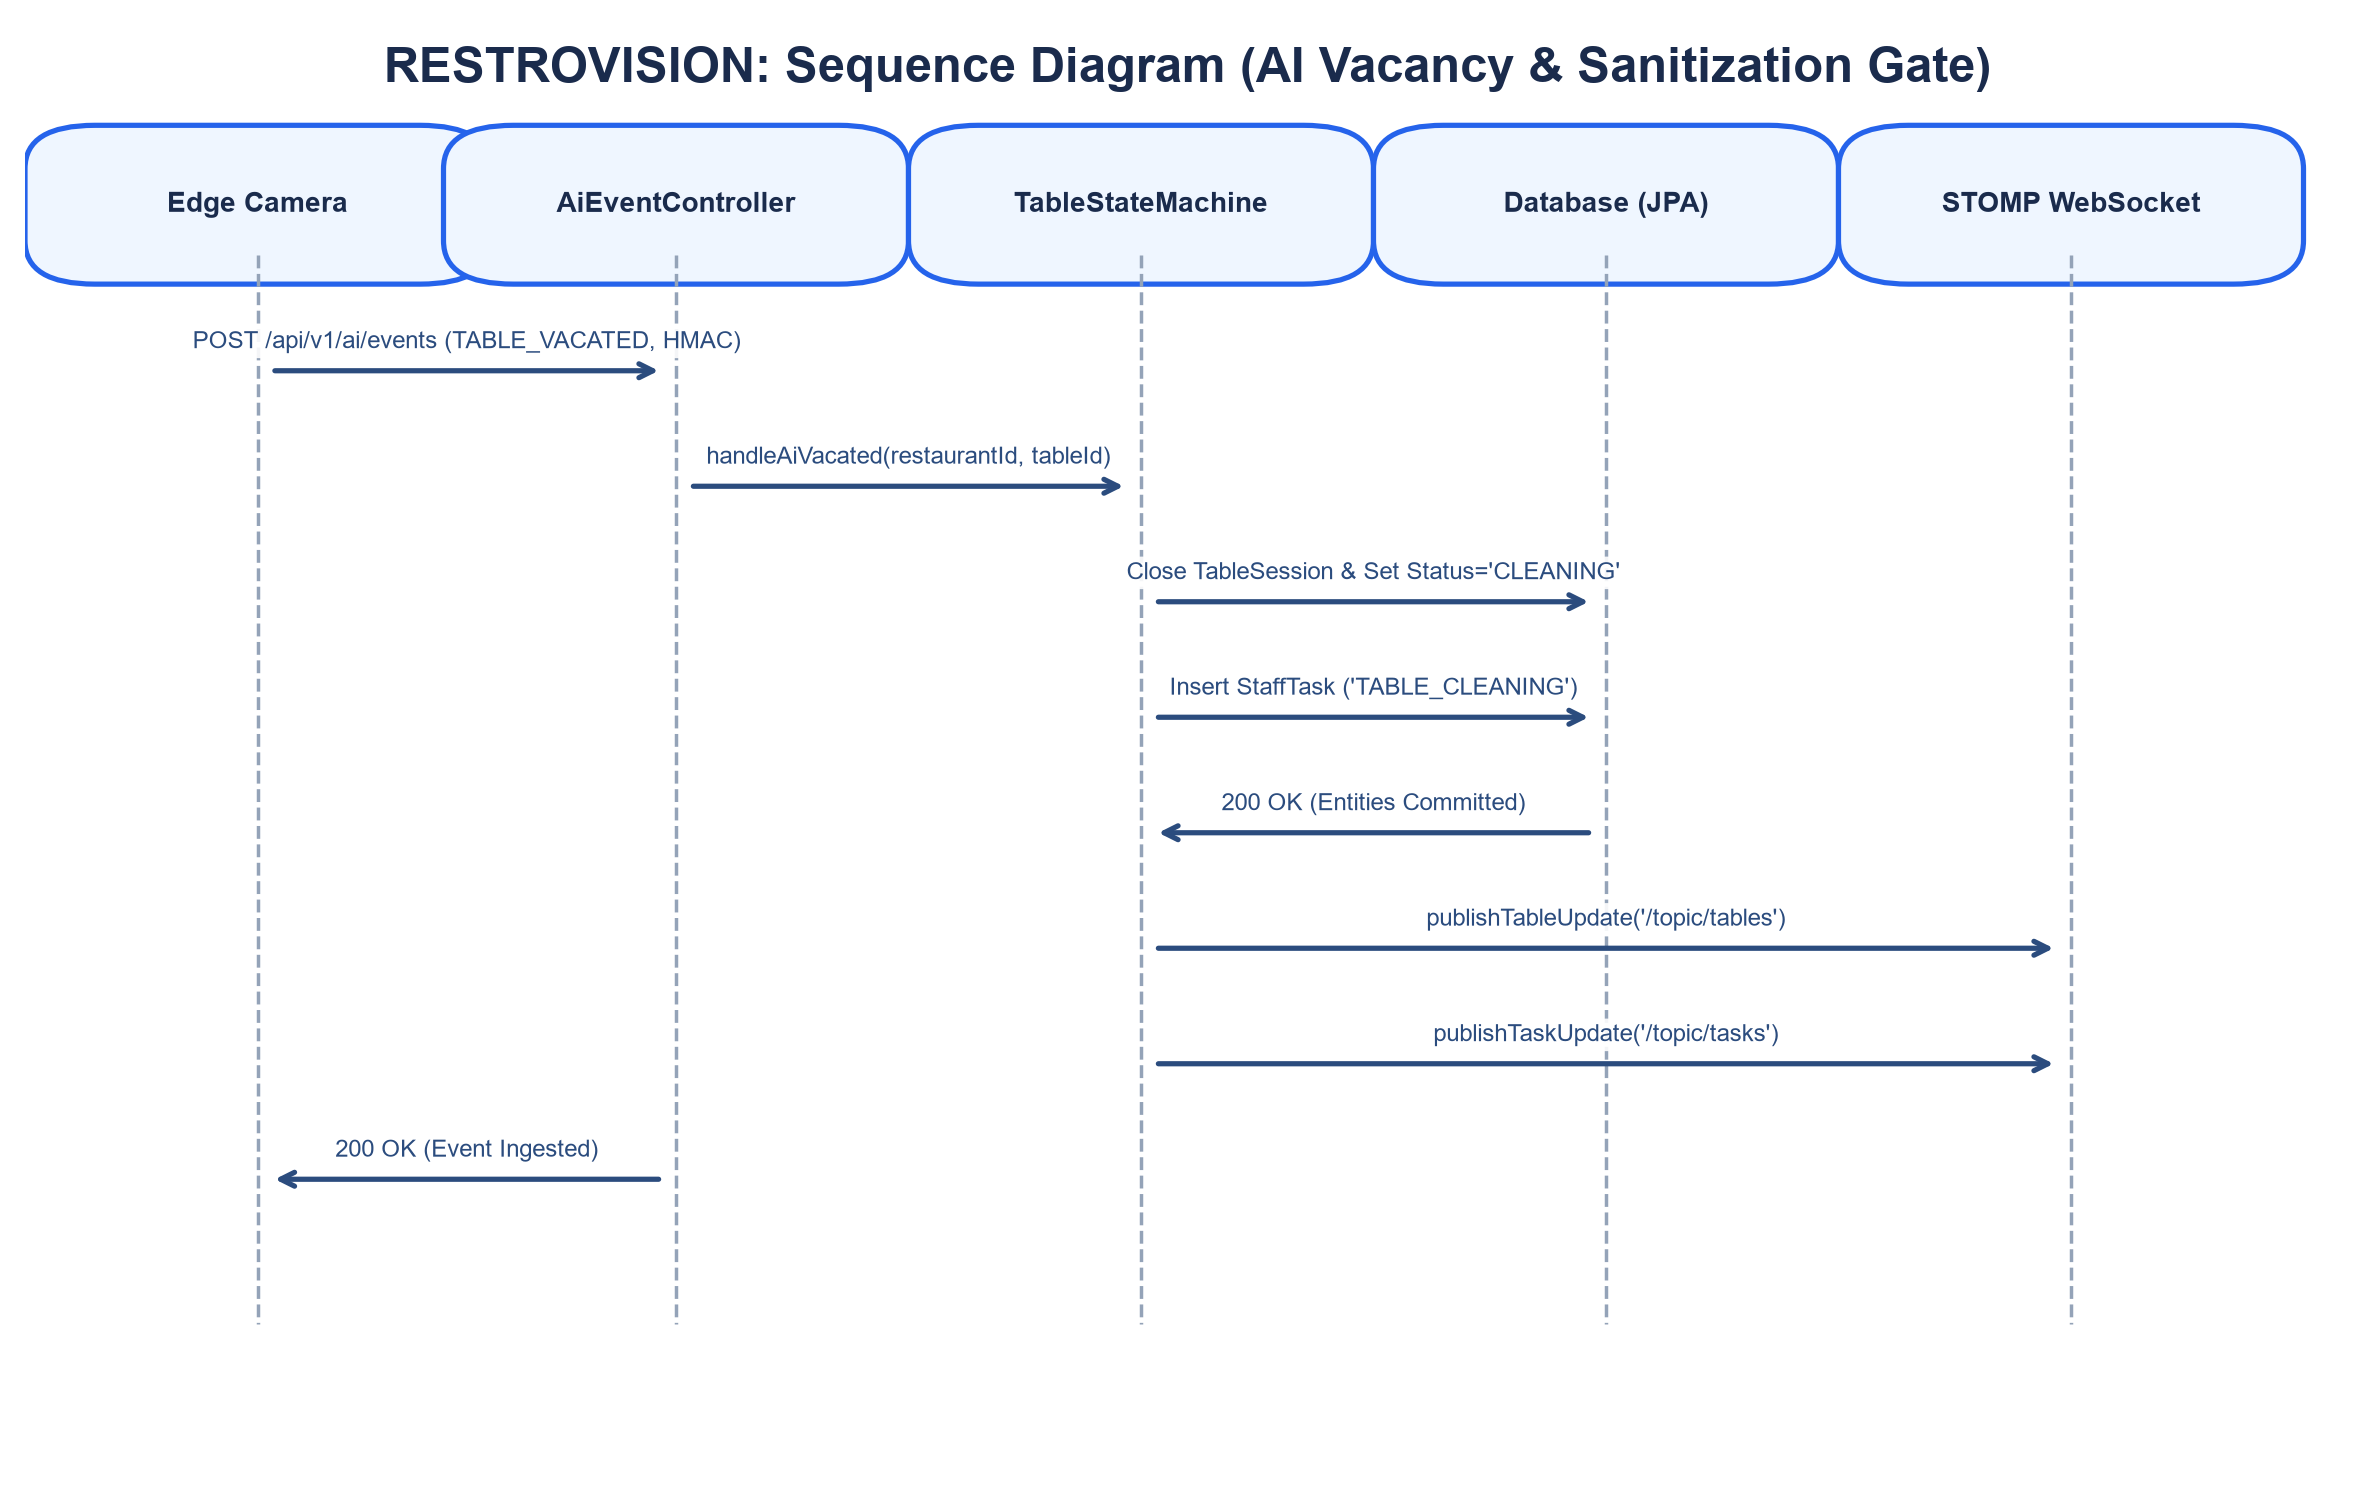 RESTROVISION: Sequence Diagram (AI Vacancy & Sanitization Gate)
Edge Camera
AiEventController
TableStateMachine
Database (JPA)
STOMP WebSocket
POST /api/v1/ai/events (TABLE_VACATED, HMAC)
handleAiVacated(restaurantId, tableId)
Close TableSession & Set Status='CLEANING'
Insert StaffTask ('TABLE_CLEANING')
200 OK (Entities Committed)
publishTableUpdate('/topic/tables')
publishTaskUpdate('/topic/tasks')
200 OK (Event Ingested)